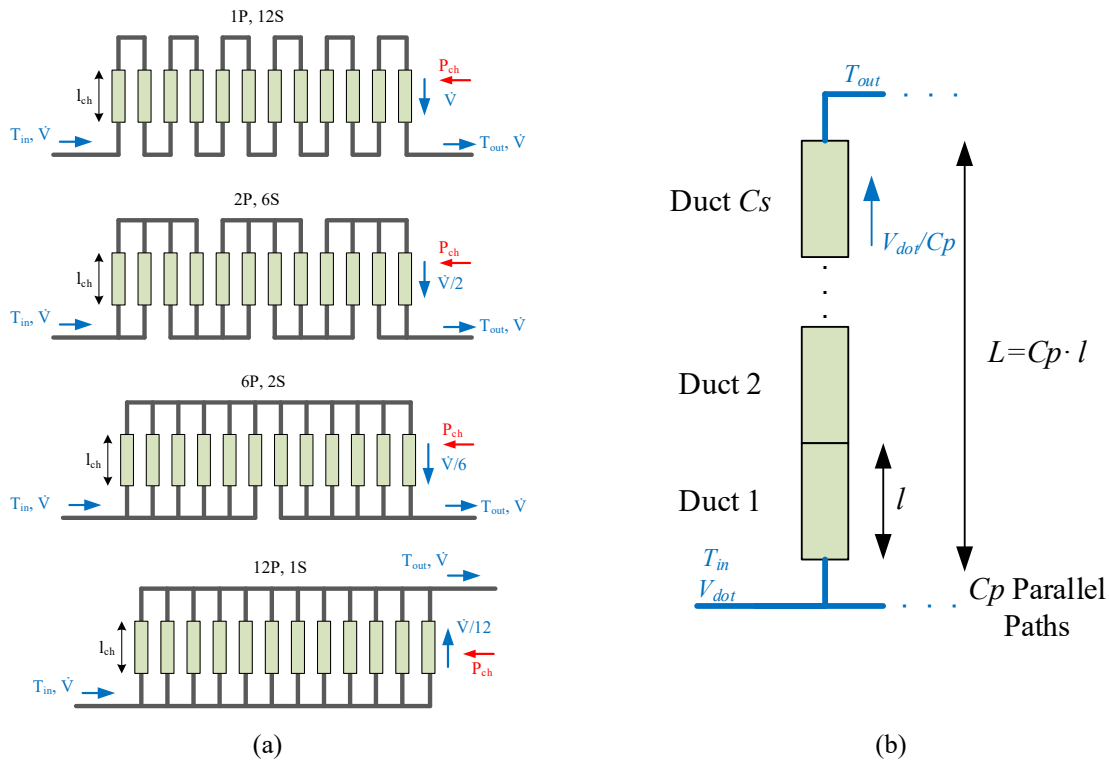 1P, 12S
l_ch
P_ch
V̇
T_in, V̇
T_out, V̇
2P, 6S
l_ch
P_ch
V̇/2
T_in, V̇
T_out, V̇
6P, 2S
l_ch
P_ch
V̇/6
T_in, V̇
T_out, V̇
12P, 1S
T_out, V̇
l_ch
V̇/12
P_ch
T_in, V̇
(a)
T_out
Duct Cs
V_dot/Cp
Duct 2
L=Cp· l
Duct 1
l
T_in
V_dot
Cp Parallel
Paths
(b)